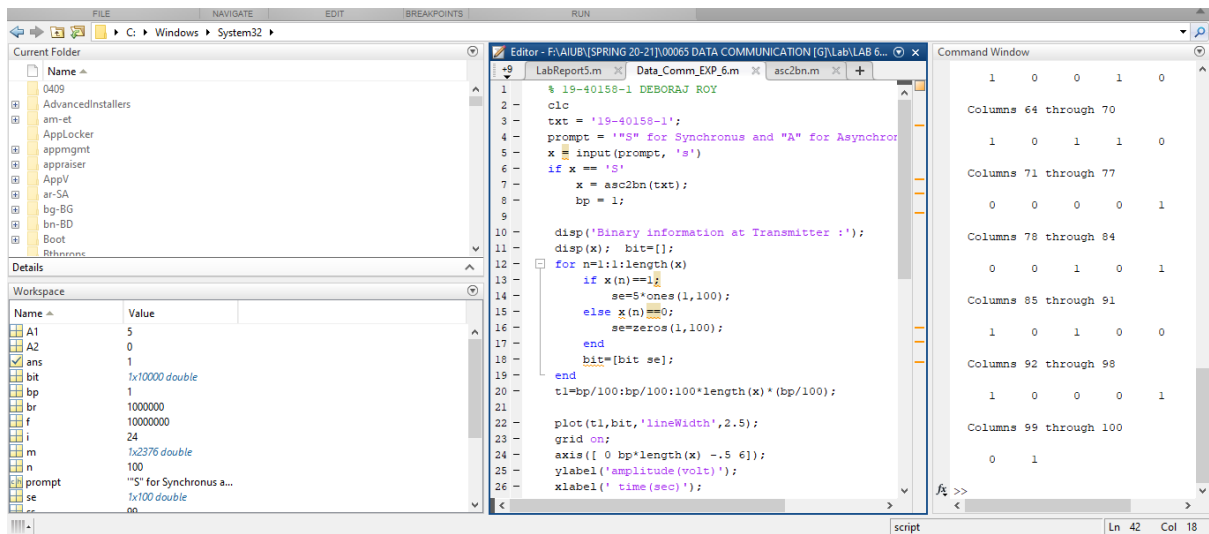 FILE NAVIGATE EDIT BREAKPOINTS RUN
C: Windows System32
Current Folder
Name
0409
AdvancedInstallers
am-et
AppLocker
appmgmt
appraiser
AppV
ar-SA
bg-BG
bn-BD
Boot
Bthprops
Details
Workspace
Name Value
A1 5
A2 0
ans 1
bit 1x10000 double
bp 1
br 1000000
f 10000000
i 24
m 1x2376 double
n 100
prompt '"S" for Synchronus a...
se 1x100 double
ss 99
Editor - F:\AIUB\[SPRING 20-21]\00065 DATA COMMUNICATION [G]\Lab\LAB 6...
+9 LabReport5.m Data_Comm_EXP_6.m asc2bn.m +
1 % 19-40158-1 DEBORAJ ROY
2 - clc
3 - txt = '19-40158-1';
4 - prompt = '"S" for Synchronus and "A" for Asynchron
5 - x = input(prompt, 's')
6 - if x == 'S'
7 - x = asc2bn(txt);
8 - bp = 1;
9
10 - disp('Binary information at Transmitter :');
11 - disp(x); bit=[];
12 - for n=1:1:length(x)
13 - if x(n)==1;
14 - se=5*ones(1,100);
15 - else x(n)==0;
16 - se=zeros(1,100);
17 - end
18 - bit=[bit se];
19 - end
20 - t1=bp/100:bp/100:100*length(x)*(bp/100);
21
22 - plot(t1,bit,'lineWidth',2.5);
23 - grid on;
24 - axis([ 0 bp*length(x) -.5 6]);
25 - ylabel('amplitude(volt)');
26 - xlabel(' time(sec)');
Command Window
1 0 0 1 0
Columns 64 through 70
1 0 1 1 0
Columns 71 through 77
0 0 0 0 1
Columns 78 through 84
0 0 1 0 1
Columns 85 through 91
1 0 1 0 0
Columns 92 through 98
1 0 0 0 1
Columns 99 through 100
0 1
fx >>
script Ln 42 Col 18